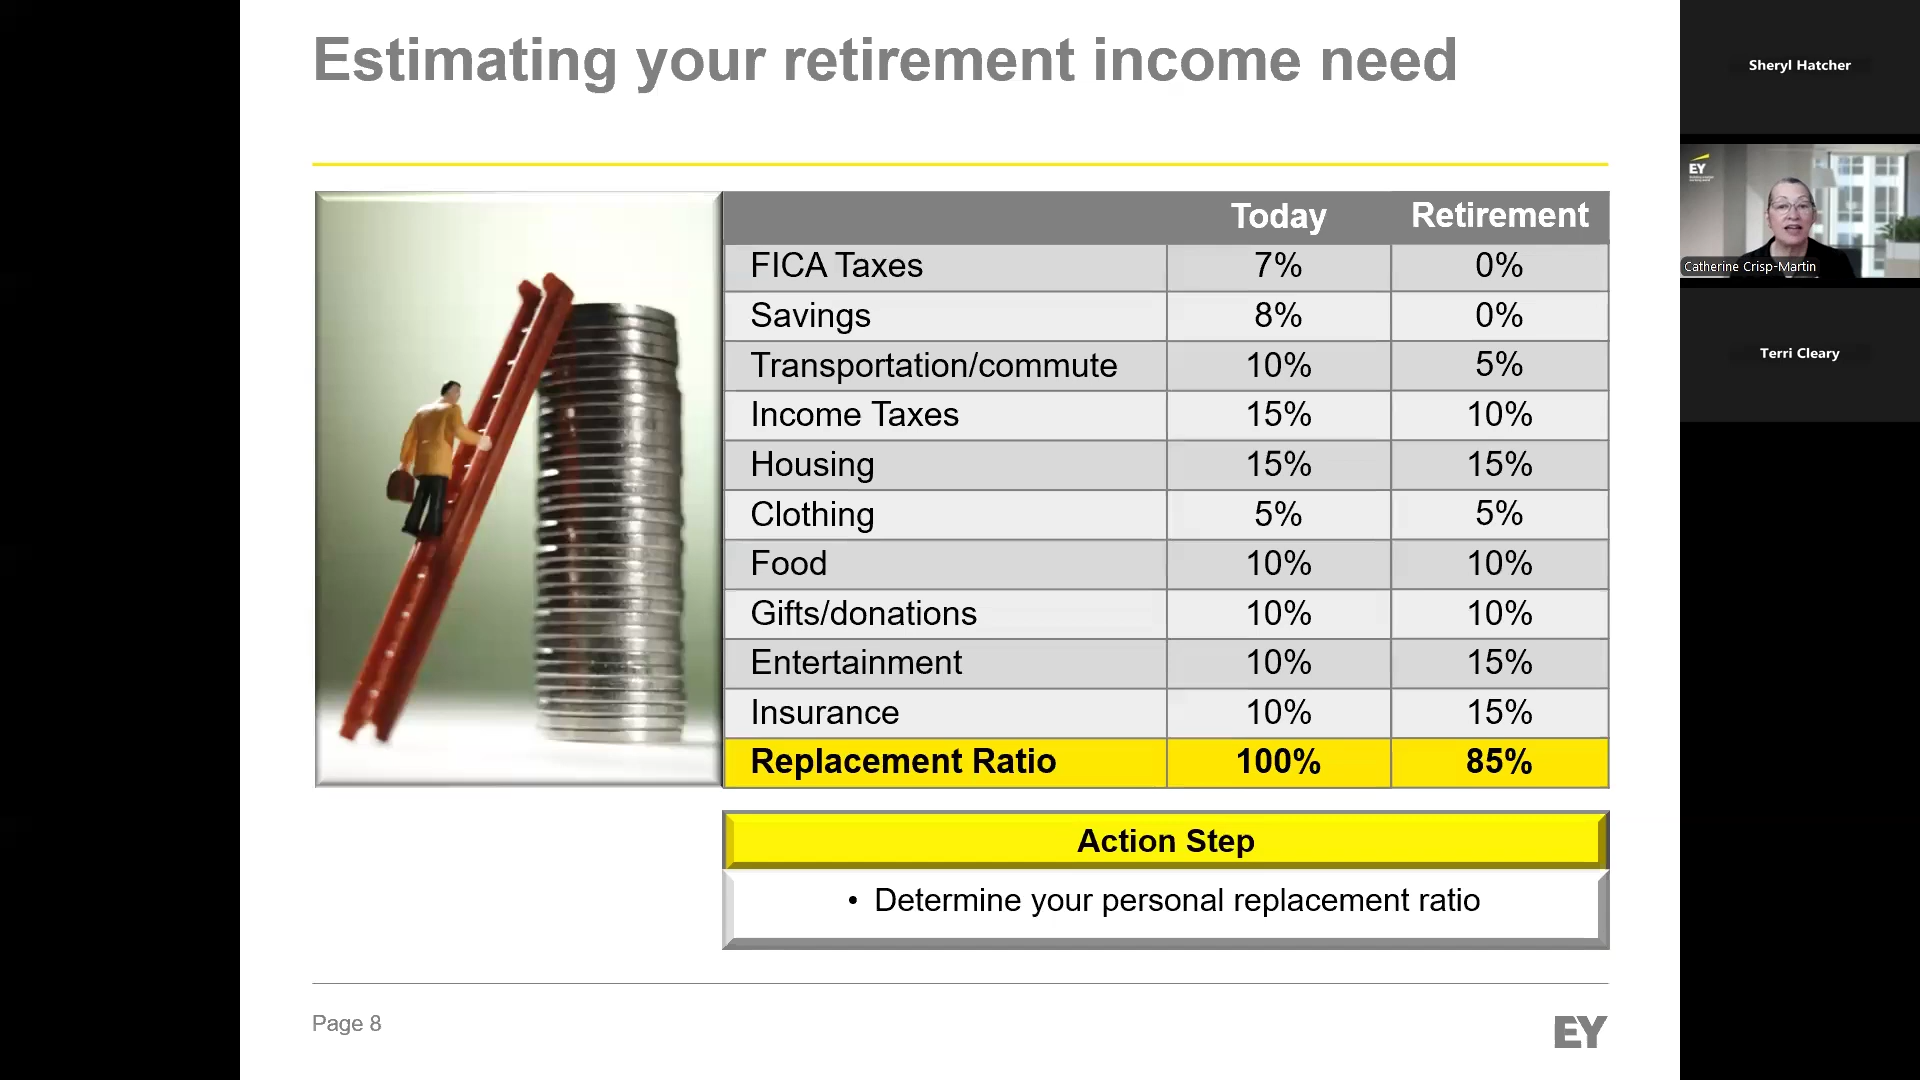 Estimating your retirement income need
Today Retirement
FICA Taxes 7% 0%
Savings 8% 0%
Transportation/commute 10% 5%
Income Taxes 15% 10%
Housing 15% 15%
Clothing 5% 5%
Food 10% 10%
Gifts/donations 10% 10%
Entertainment 10% 15%
Insurance 10% 15%
Replacement Ratio 100% 85%
Action Step
• Determine your personal replacement ratio
Page 8
EY
Sheryl Hatcher
EY
Catherine Crisp-Martin
Terri Cleary